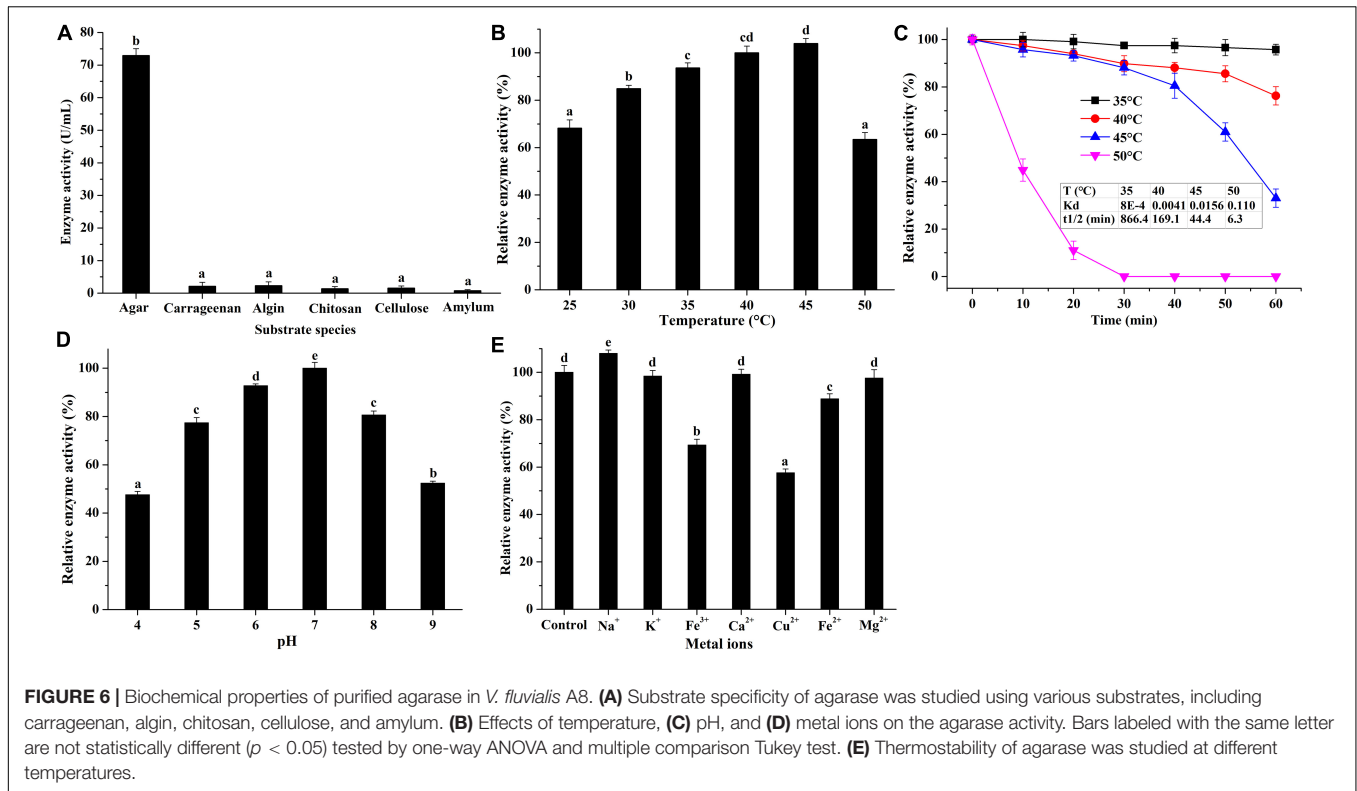 A
Enzyme activity (U/mL)
80
70
60
50
40
30
20
10
0
b
a
a
a
a
a
Agar Carrageenan Algin Chitosan Cellulose Amylum
Substrate species
B
Relative enzyme activity (%)
120
100
80
60
40
20
0
a
b
c
cd
d
a
25 30 35 40 45 50
Temperature (°C)
C
Relative enzyme activity (%)
100
80
60
40
20
0
35°C
40°C
45°C
50°C
T (°C) 35 40 45 50
Kd 8E-4 0.0041 0.0156 0.110
t1/2 (min) 866.4 169.1 44.4 6.3
0 10 20 30 40 50 60
Time (min)
D
Relative enzyme activity (%)
100
80
60
40
20
0
a
c
d
e
c
b
4 5 6 7 8 9
pH
E
Relative enzyme activity (%)
100
80
60
40
20
0
d
e
d
b
d
a
c
d
Control Na+ K+ Fe3+ Ca2+ Cu2+ Fe2+ Mg2+
Metal ions
FIGURE 6 | Biochemical properties of purified agarase in V. fluvialis A8. (A) Substrate specificity of agarase was studied using various substrates, including
carrageenan, algin, chitosan, cellulose, and amylum. (B) Effects of temperature, (C) pH, and (D) metal ions on the agarase activity. Bars labeled with the same letter
are not statistically different (p < 0.05) tested by one-way ANOVA and multiple comparison Tukey test. (E) Thermostability of agarase was studied at different
temperatures.